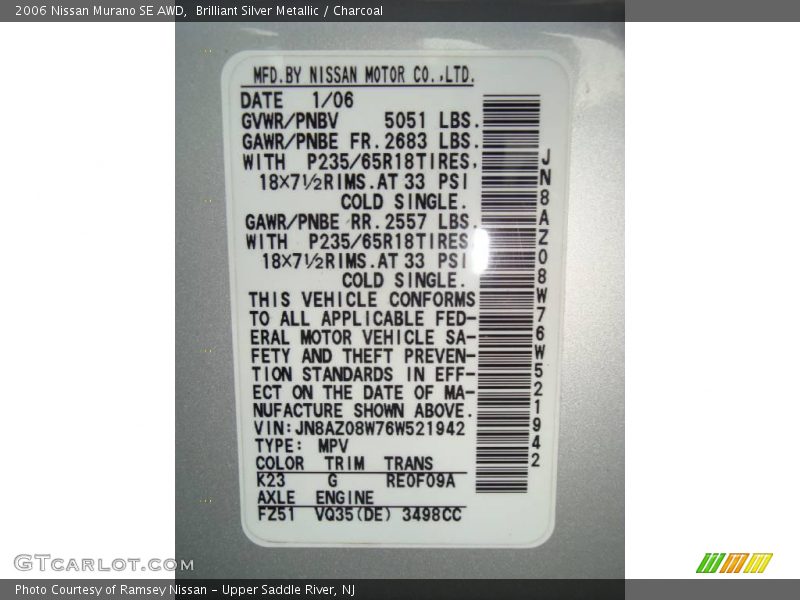 2006 Nissan Murano SE AWD,  Brilliant Silver Metallic / Charcoal
MFD.BY NISSAN MOTOR CO.,LTD.
DATE 1/06
GVWR/PNBV 5051 LBS.
GAWR/PNBE FR.2683 LBS.
WITH P235/65R18TIRES,
18×7½RIMS.AT 33 PSI
COLD SINGLE.
GAWR/PNBE RR.2557 LBS.
WITH P235/65R18TIRES
18×7½RIMS.AT 33 PSI
COLD SINGLE.
THIS VEHICLE CONFORMS
TO ALL APPLICABLE FED-
ERAL MOTOR VEHICLE SA-
FETY AND THEFT PREVEN-
TION STANDARDS IN EFF-
ECT ON THE DATE OF MA-
NUFACTURE SHOWN ABOVE.
VIN:JN8AZ08W76W521942
TYPE: MPV
COLOR TRIM TRANS
K23 G RE0F09A
AXLE ENGINE
FZ51 VQ35(DE) 3498CC
JN8AZ08W76W521942
GTcarlot.com
Photo Courtesy of Ramsey Nissan - Upper Saddle River, NJ